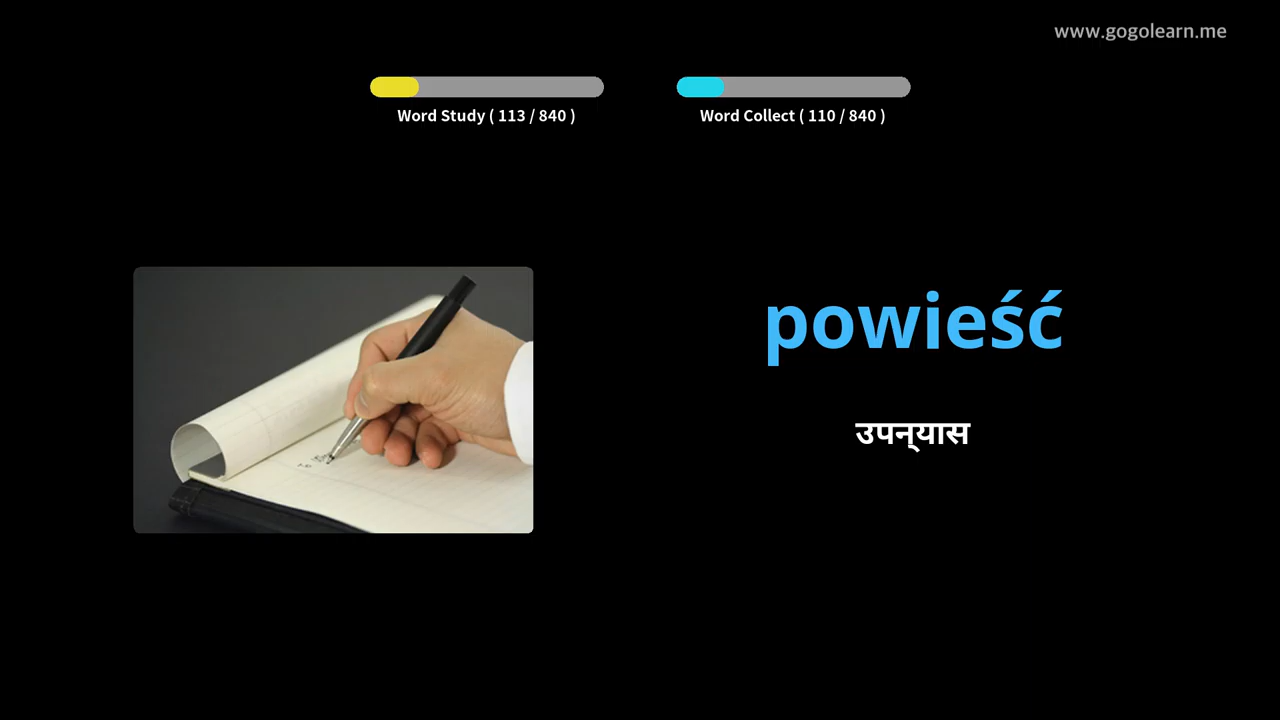 www.gogolearn.me
Word Study ( 113 / 840 )
Word Collect ( 110 / 840 )
powieść
उपन्यास